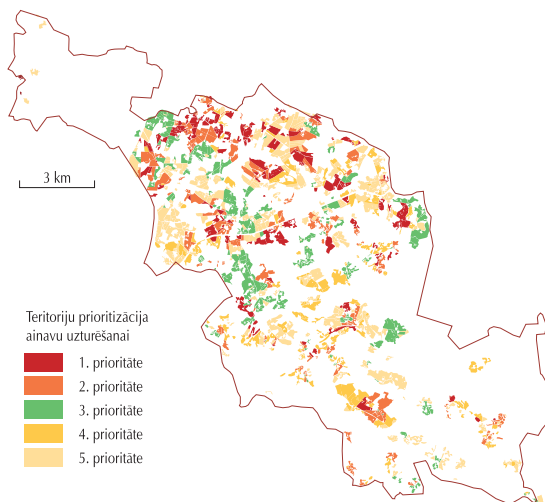 3 km
Teritoriju prioritizācija
ainavu uzturēšanai
1. prioritāte
2. prioritāte
3. prioritāte
4. prioritāte
5. prioritāte